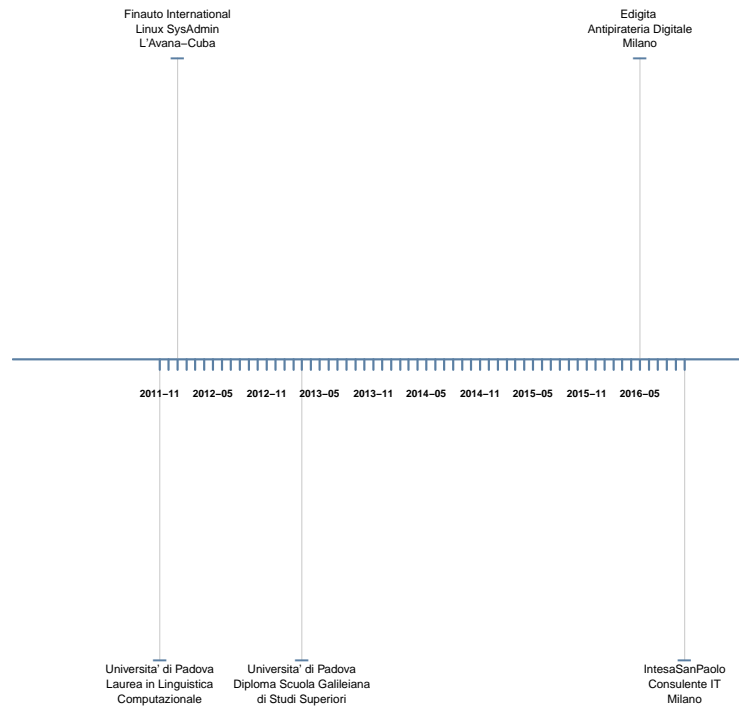 Finauto International
Linux SysAdmin
L'Avana−Cuba
Edigita
Antipirateria Digitale
Milano
2011−11 2012−05 2012−11 2013−05 2013−11 2014−05 2014−11 2015−05 2015−11 2016−05
Universita' di Padova
Laurea in Linguistica
Computazionale
Universita' di Padova
Diploma Scuola Galileiana
di Studi Superiori
IntesaSanPaolo
Consulente IT
Milano